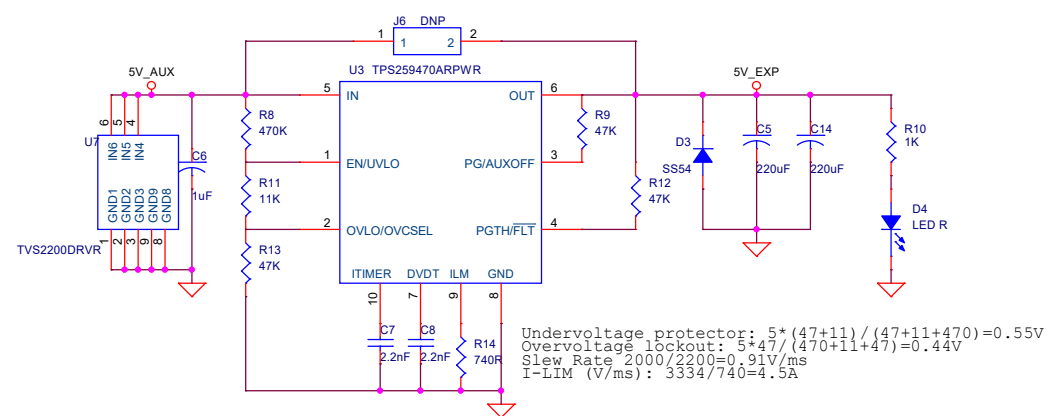 J6 DNP
1 1 2 2
U3 TPS259470ARPWR
5V_AUX
5V_EXP
5 IN
OUT 6
6 5 4
U7
IN6 IN5 IN4
GND1 GND2 GND3 GND9 GND8
1 2 3 9 8
TVS2200DRVR
C6
1uF
R8
470K
1 EN/UVLO
R11
11K
2 OVLO/OVCSEL
R13
47K
R9
47K
PG/AUXOFF 3
R12
47K
PGTH/FLT 4
D3
SS54
C5
220uF
C14
220uF
R10
1K
D4
LED R
ITIMER DVDT ILM GND
10 7 9 8
C7
2.2nF
C8
2.2nF
R14
740R
Undervoltage protector: 5*(47+11)/(47+11+470)=0.55V
Overvoltage lockout: 5*47/(470+11+47)=0.44V
Slew Rate 2000/2200=0.91V/ms
I-LIM (V/ms): 3334/740=4.5A